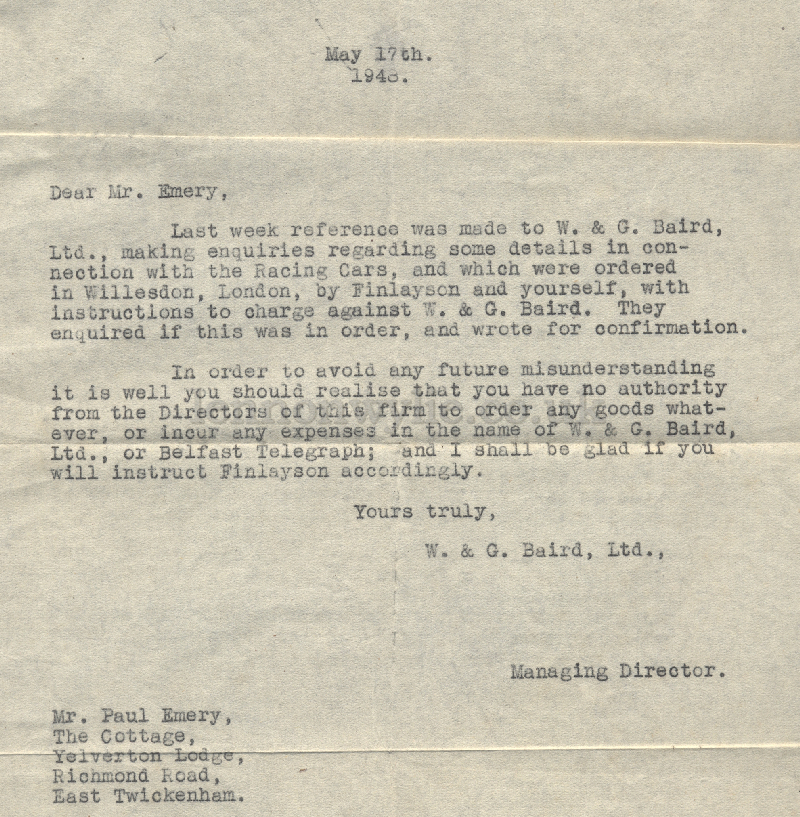 May 17th.
1948.
Dear Mr. Emery,
Last week reference was made to W. & G. Baird,
Ltd., making enquiries regarding some details in con-
nection with the Racing Cars, and which were ordered
in Willesdon, London, by Finlayson and yourself, with
instructions to charge against W. & G. Baird. They
enquired if this was in order, and wrote for confirmation.
In order to avoid any future misunderstanding
it is well you should realise that you have no authority
from the Directors of this firm to order any goods what-
ever, or incur any expenses in the name of W. & G. Baird,
Ltd., or Belfast Telegraph; and I shall be glad if you
will instruct Finlayson accordingly.
Yours truly,
W. & G. Baird, Ltd.,
Managing Director.
Mr. Paul Emery,
The Cottage,
Yelverton Lodge,
Richmond Road,
East Twickenham.